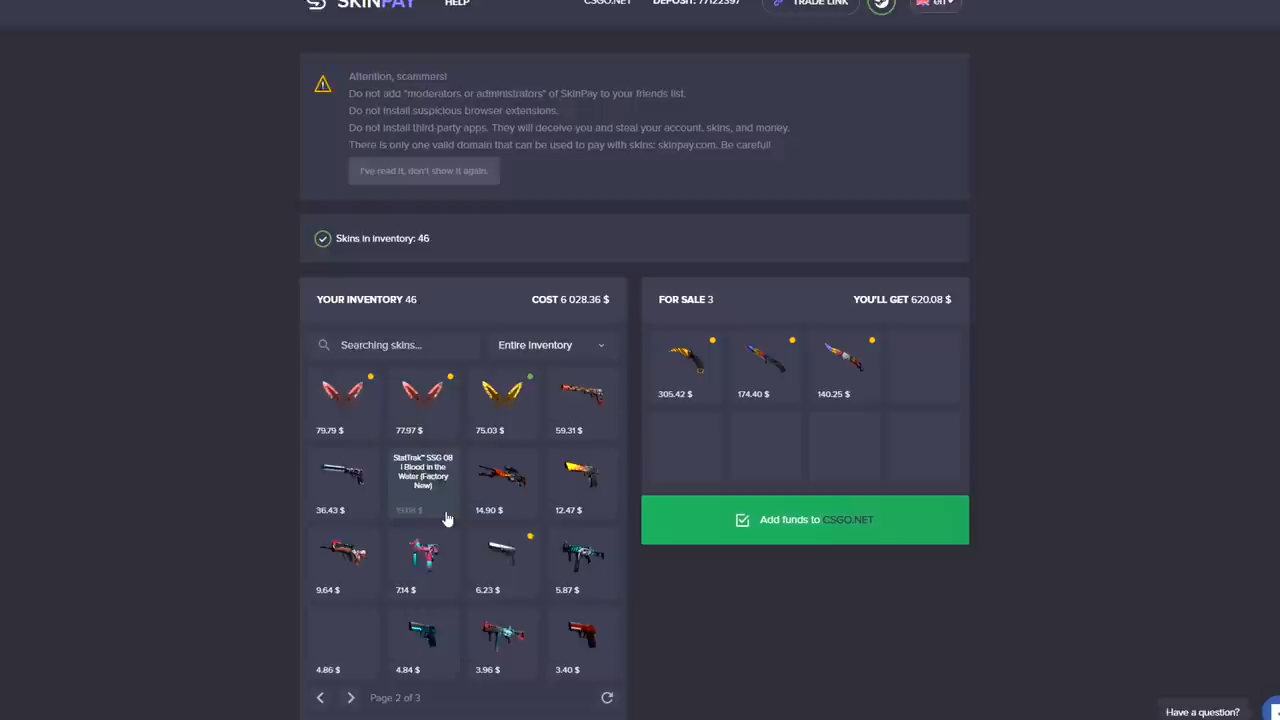 SKINPAY HELP CSGO.NET DEPOSIT: 77122397 TRADE LINK en
Attention, scammers!
Do not add "moderators or administrators" of SkinPay to your friends list.
Do not install suspicious browser extensions.
Do not install third-party apps. They will deceive you and steal your account, skins, and money.
There is only one valid domain that can be used to pay with skins: skinpay.com. Be careful!
I've read it, don't show it again.
Skins in inventory: 46
YOUR INVENTORY 46 COST 6 028.36 $
Searching skins... Entire inventory
79.79 $ 77.97 $ 75.03 $ 59.31 $
StatTrak™ SSG 08
| Blood in the
Water (Factory
New)
36.43 $ 14.90 $ 12.47 $
9.64 $ 7.14 $ 6.23 $ 5.87 $
4.86 $ 4.84 $ 3.96 $ 3.40 $
Page 2 of 3
FOR SALE 3 YOU'LL GET 620.08 $
305.42 $ 174.40 $ 140.25 $
Add funds to CSGO.NET
Have a question?